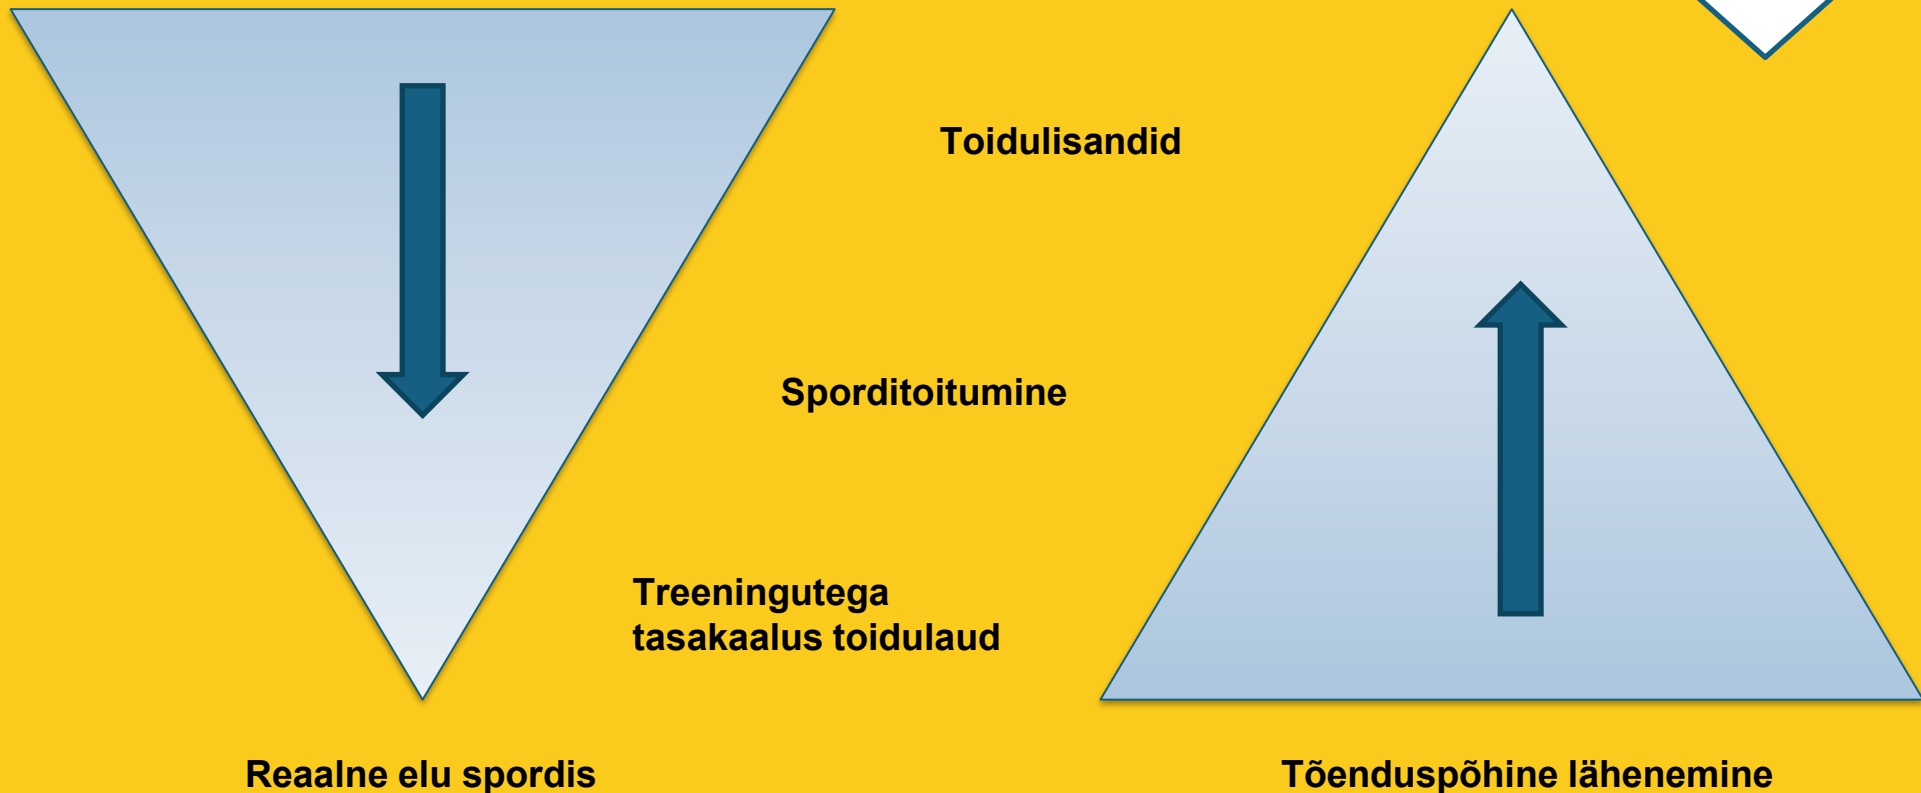 Toidulisandid
Sporditoitumine
Treeningutega
tasakaalus toidulaud
Reaalne elu spordis
Tõenduspõhine lähenemine